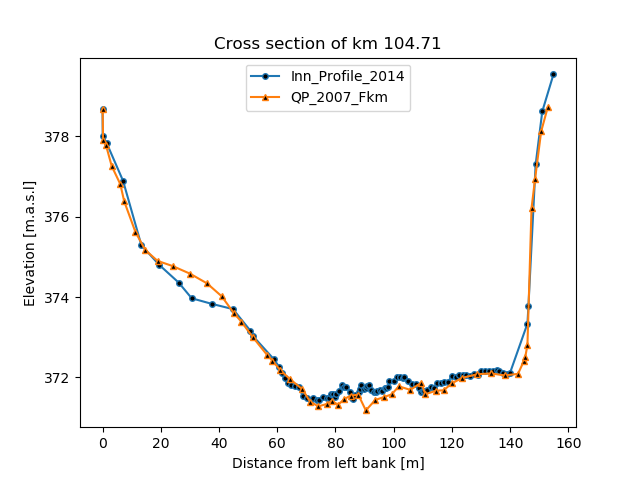 Cross section of km 104.71
Inn_Profile_2014
QP_2007_Fkm
Elevation [m.a.s.l]
378
376
374
372
0 20 40 60 80 100 120 140 160
Distance from left bank [m]